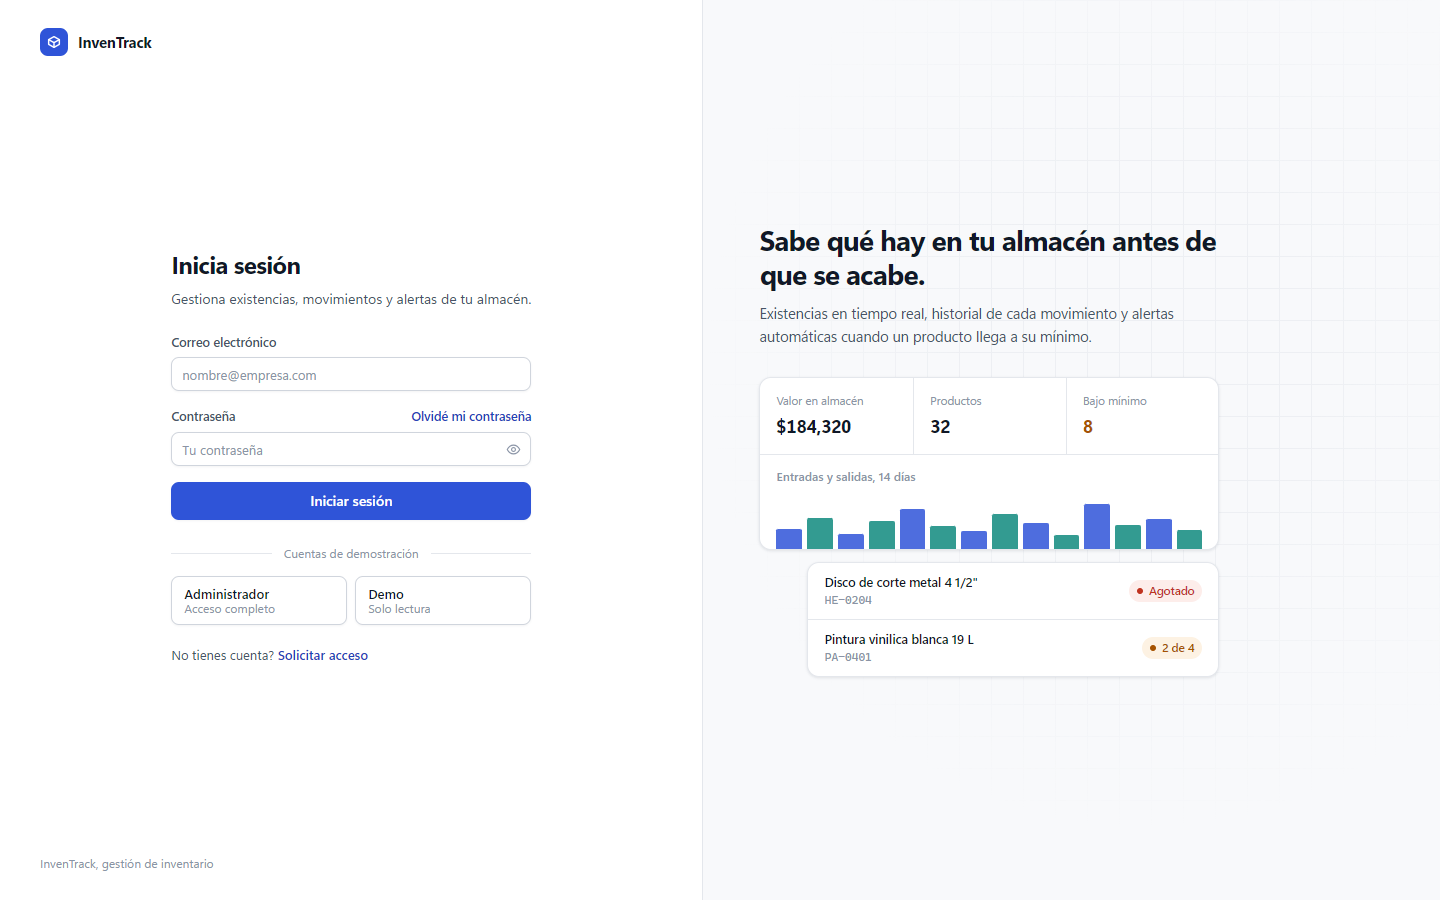 InvenTrack
Inicia sesión
Gestiona existencias, movimientos y alertas de tu almacén.
Correo electrónico
nombre@empresa.com
Contraseña
Olvidé mi contraseña
Tu contraseña
Iniciar sesión
Cuentas de demostración
Administrador
Acceso completo
Demo
Solo lectura
No tienes cuenta? Solicitar acceso
InvenTrack, gestión de inventario
Sabe qué hay en tu almacén antes de
que se acabe.
Existencias en tiempo real, historial de cada movimiento y alertas
automáticas cuando un producto llega a su mínimo.
Valor en almacén
$184,320
Productos
32
Bajo mínimo
8
Entradas y salidas, 14 días
Disco de corte metal 4 1/2"
HE-0204
Agotado
Pintura vinilica blanca 19 L
PA-0401
2 de 4